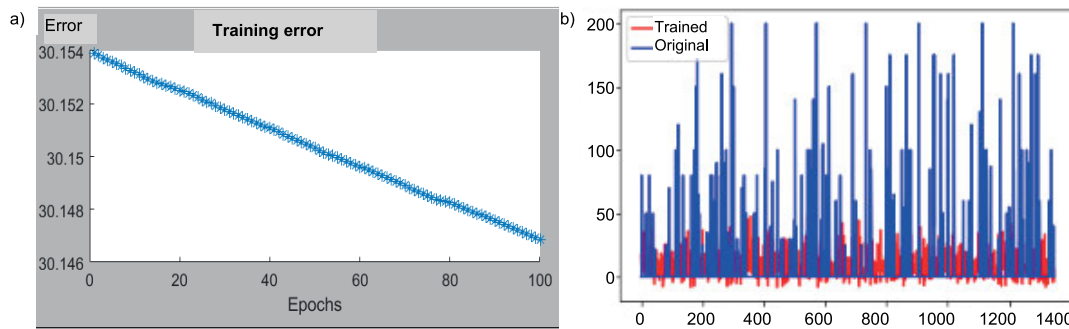 a)
Error
Training error
30.154
30.152
30.15
30.148
30.146
0 20 40 60 80 100
Epochs
b)
Trained
Original
200
150
100
50
0
0 200 400 600 800 1000 1200 1400